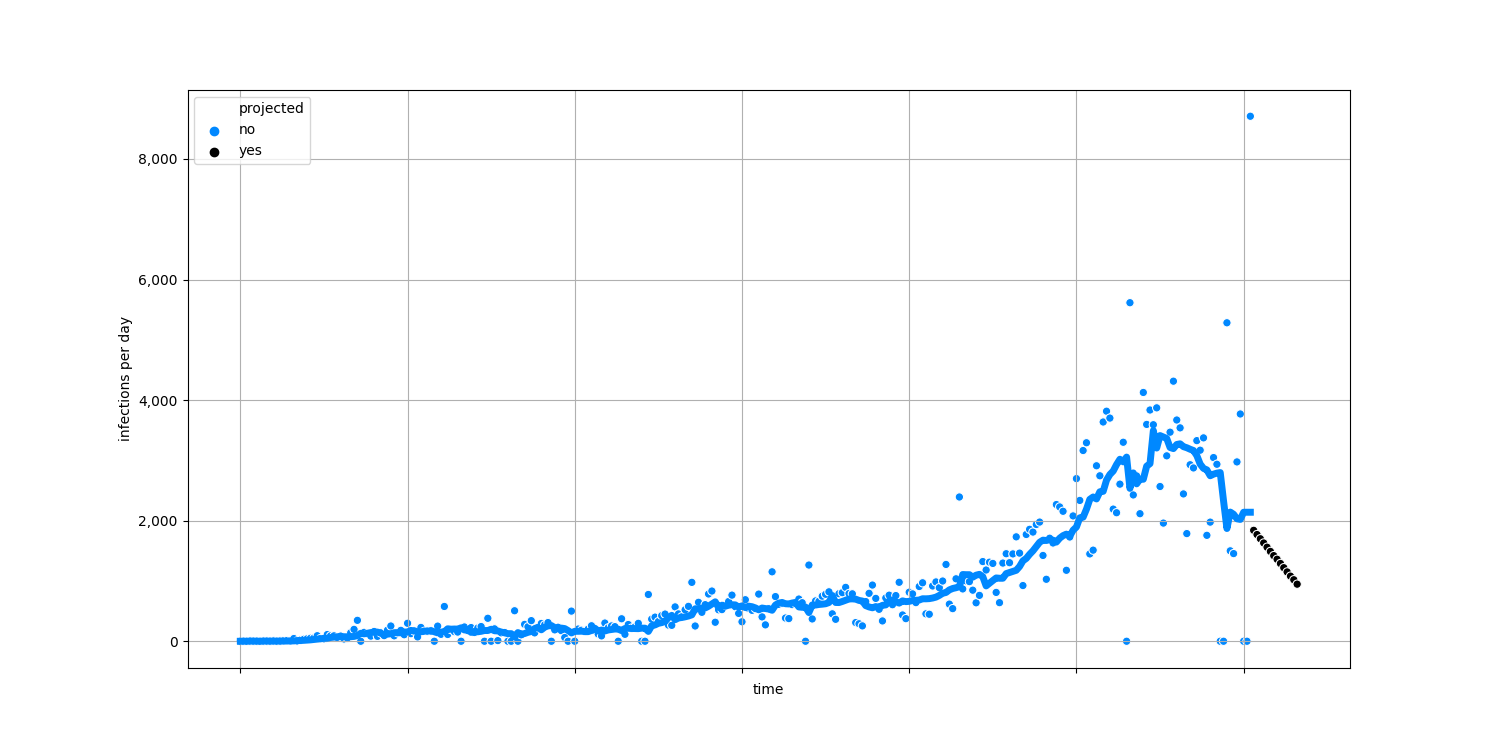 projected
no
yes
8,000
6,000
4,000
2,000
0
infections per day
time